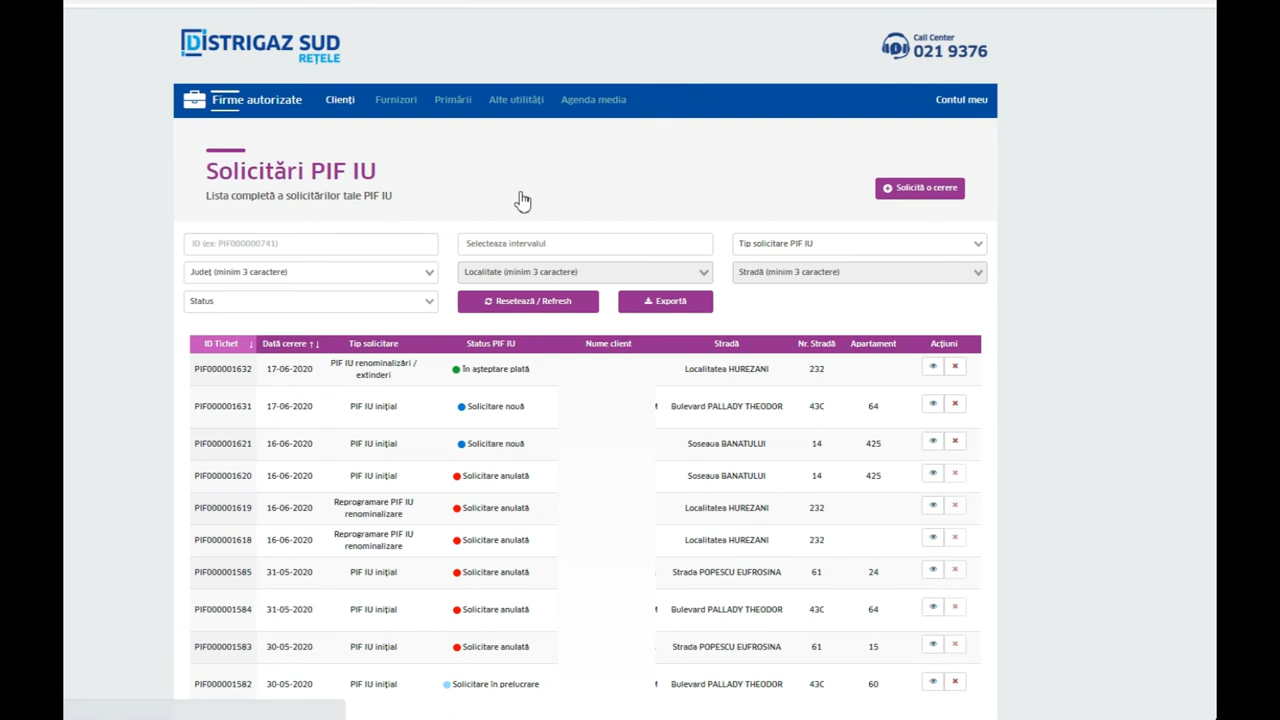 DISTRIGAZ SUD
REȚELE
Call Center
021 9376
Firme autorizate Clienți Furnizori Primării Alte utilități Agenda media Contul meu
Solicitări PIF IU
Lista completă a solicitărilor tale PIF IU
Solicită o cerere
ID (ex: PIF000000741) Selecteaza intervalul Tip solicitare PIF IU
Județ (minim 3 caractere) Localitate (minim 3 caractere) Stradă (minim 3 caractere)
Status Resetează / Refresh Exportă
ID Tichet ↓ Dată cerere ↑↓ Tip solicitare Status PIF IU Nume client Stradă Nr. Stradă Apartament Acțiuni
PIF000001632 17-06-2020 PIF IU renominalizări / extinderi În așteptare plată Localitatea HUREZANI 232
PIF000001631 17-06-2020 PIF IU inițial Solicitare nouă Bulevard PALLADY THEODOR 43C 64
PIF000001621 16-06-2020 PIF IU inițial Solicitare nouă Soseaua BANATULUI 14 425
PIF000001620 16-06-2020 PIF IU inițial Solicitare anulată Soseaua BANATULUI 14 425
PIF000001619 16-06-2020 Reprogramare PIF IU renominalizare Solicitare anulată Localitatea HUREZANI 232
PIF000001618 16-06-2020 Reprogramare PIF IU renominalizare Solicitare anulată Localitatea HUREZANI 232
PIF000001585 31-05-2020 PIF IU inițial Solicitare anulată Strada POPESCU EUFROSINA 61 24
PIF000001584 31-05-2020 PIF IU inițial Solicitare anulată Bulevard PALLADY THEODOR 43C 64
PIF000001583 30-05-2020 PIF IU inițial Solicitare anulată Strada POPESCU EUFROSINA 61 15
PIF000001582 30-05-2020 PIF IU inițial Solicitare în prelucrare Bulevard PALLADY THEODOR 43C 60